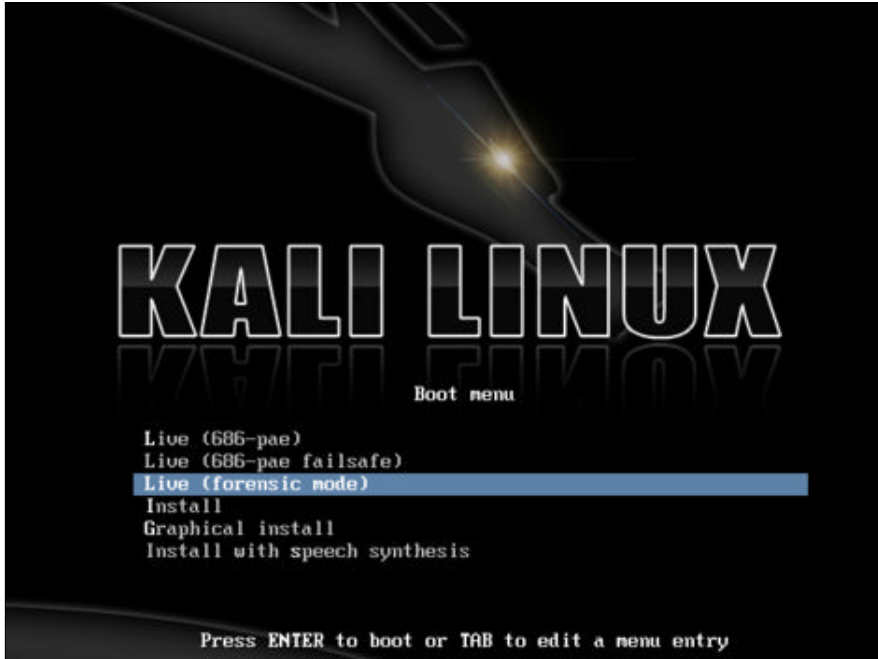 KALI LINUX
Boot menu
Live (686-pae)
Live (686-pae failsafe)
Live (forensic mode)
Install
Graphical install
Install with speech synthesis
Press ENTER to boot or TAB to edit a menu entry